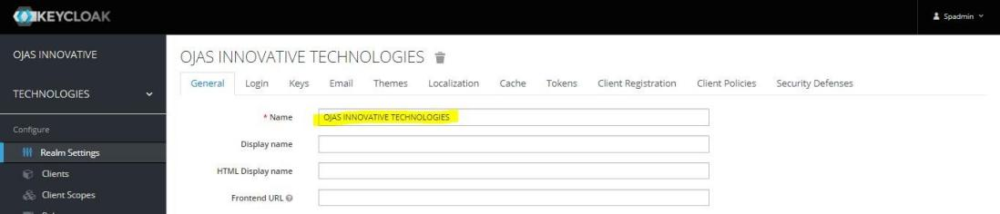 KEYCLOAK
Spadmin
OJAS INNOVATIVE
TECHNOLOGIES
Configure
Realm Settings
Clients
Client Scopes
OJAS INNOVATIVE TECHNOLOGIES
General Login Keys Email Themes Localization Cache Tokens Client Registration Client Policies Security Defenses
* Name OJAS INNOVATIVE TECHNOLOGIES
Display name
HTML Display name
Frontend URL